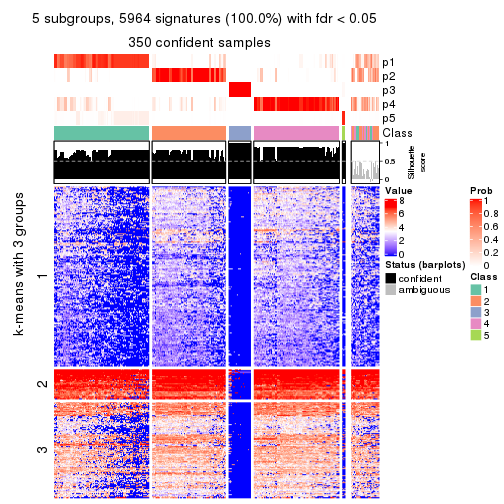 5 subgroups, 5964 signatures (100.0%) with fdr < 0.05
350 confident samples
p1
p2
p3
p4
p5
Class
1
0.5
0
Silhouette
score
k-means with 3 groups
1
2
3
Value
8
6
4
2
0
Status (barplots)
confident
ambiguous
Prob
1
0.8
0.6
0.4
0.2
0
Class
1
2
3
4
5